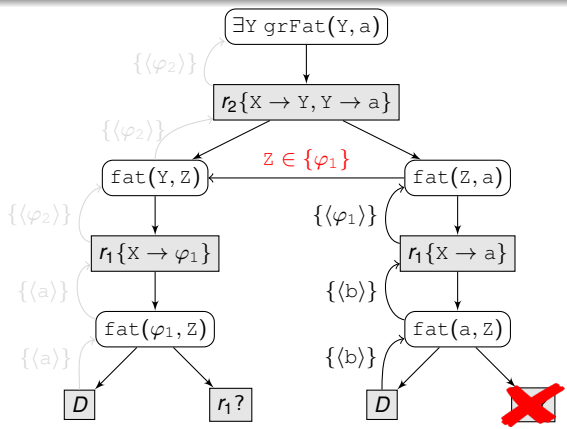 ∃Y grFat(Y, a)
{⟨φ₂⟩}
r₂{X → Y, Y → a}
{⟨φ₂⟩}
Z ∈ {φ₁}
fat(Y, Z)
fat(Z, a)
{⟨φ₂⟩}
{⟨φ₁⟩}
r₁{X → φ₁}
r₁{X → a}
{⟨a⟩}
{⟨b⟩}
fat(φ₁, Z)
fat(a, Z)
{⟨a⟩}
{⟨b⟩}
D
r₁?
D